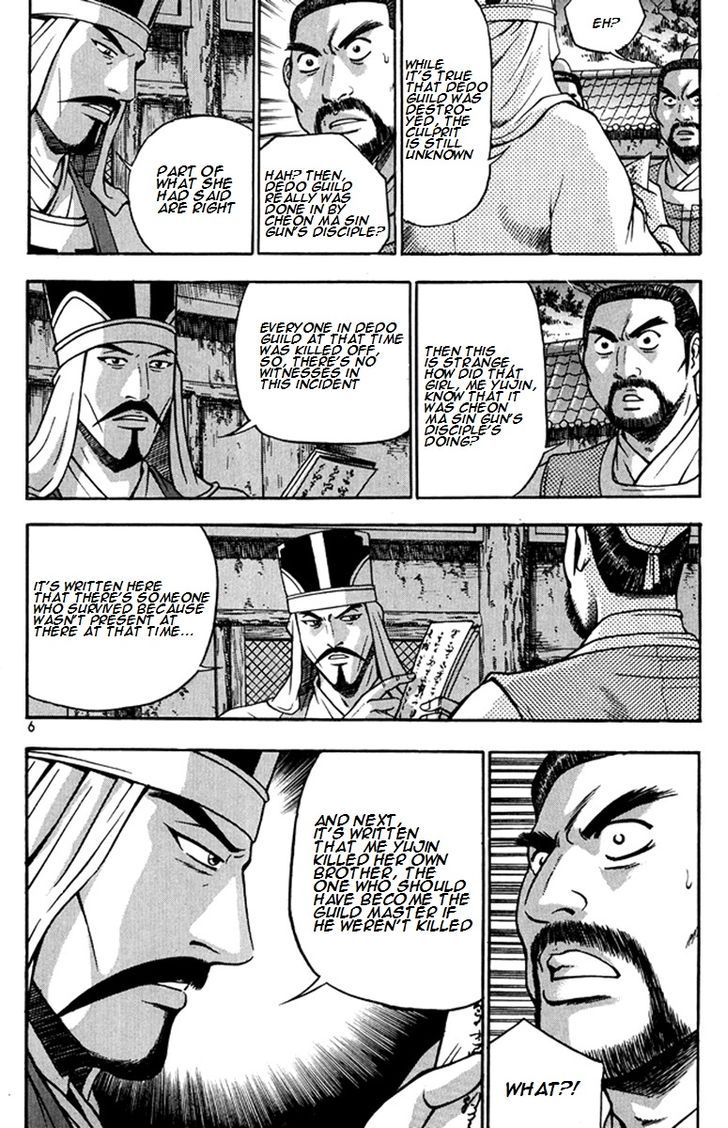 PART OF
WHAT SHE
HAD SAID
ARE RIGHT
HAH? THEN,
DEDO GUILD
REALLY WAS
DONE IN BY
CHEON MA SIN
GUN'S DISCIPLE?
WHILE
IT'S TRUE
THAT DEDO
GUILD WAS
DESTRO-
YED, THE
CULPRIT
IS STILL
UNKNOWN
EH?
EVERYONE IN DEDO
GUILD AT THAT TIME
WAS KILLED OFF,
SO, THERE'S NO
WITNESSES IN
THIS INCIDENT
THEN THIS
IS STRANGE.
HOW DID THAT
GIRL, ME YUJIN,
KNOW THAT IT
WAS CHEON
MA SIN GUN'S
DISCIPLE'S
DOING?
IT'S WRITTEN HERE
THAT THERE'S SOMEONE
WHO SURVIVED BECAUSE
WASN'T PRESENT AT
THERE AT THAT TIME...
6
AND NEXT,
IT'S WRITTEN
THAT ME YUJIN
KILLED HER OWN
BROTHER, THE
ONE WHO SHOULD
HAVE BECOME THE
GUILD MASTER IF
HE WEREN'T KILLED
WHAT?!